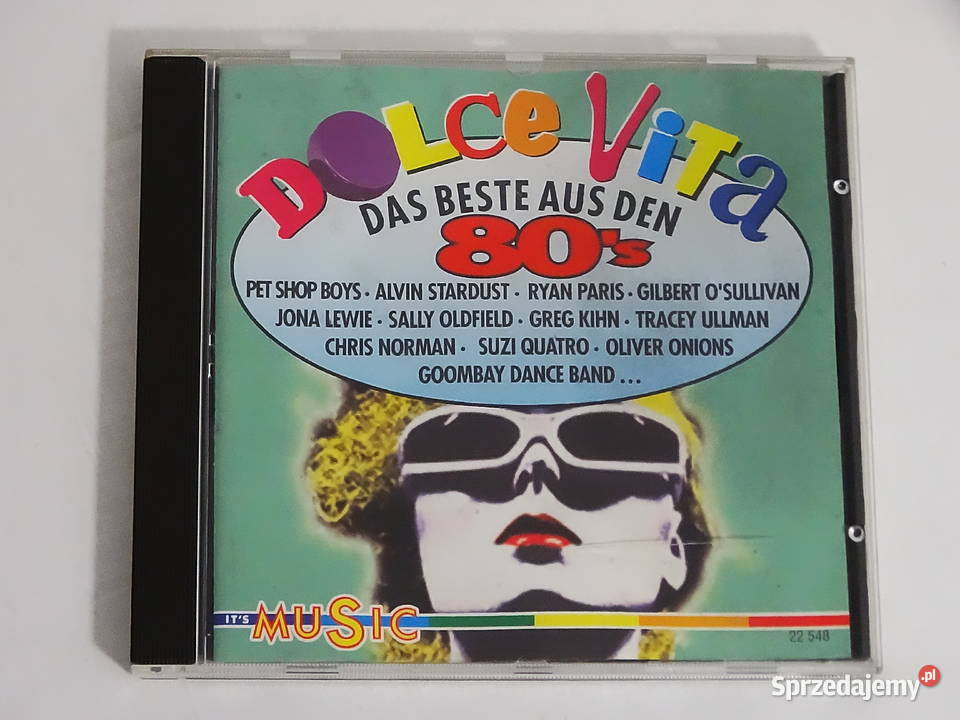 DOLCE VITA
DAS BESTE AUS DEN
80's
PET SHOP BOYS · ALVIN STARDUST · RYAN PARIS · GILBERT O'SULLIVAN
JONA LEWIE · SALLY OLDFIELD · GREG KIHN · TRACEY ULLMAN
CHRIS NORMAN · SUZI QUATRO · OLIVER ONIONS
GOOMBAY DANCE BAND ...
IT'S MUSIC
22 548
Sprzedajemy.pl